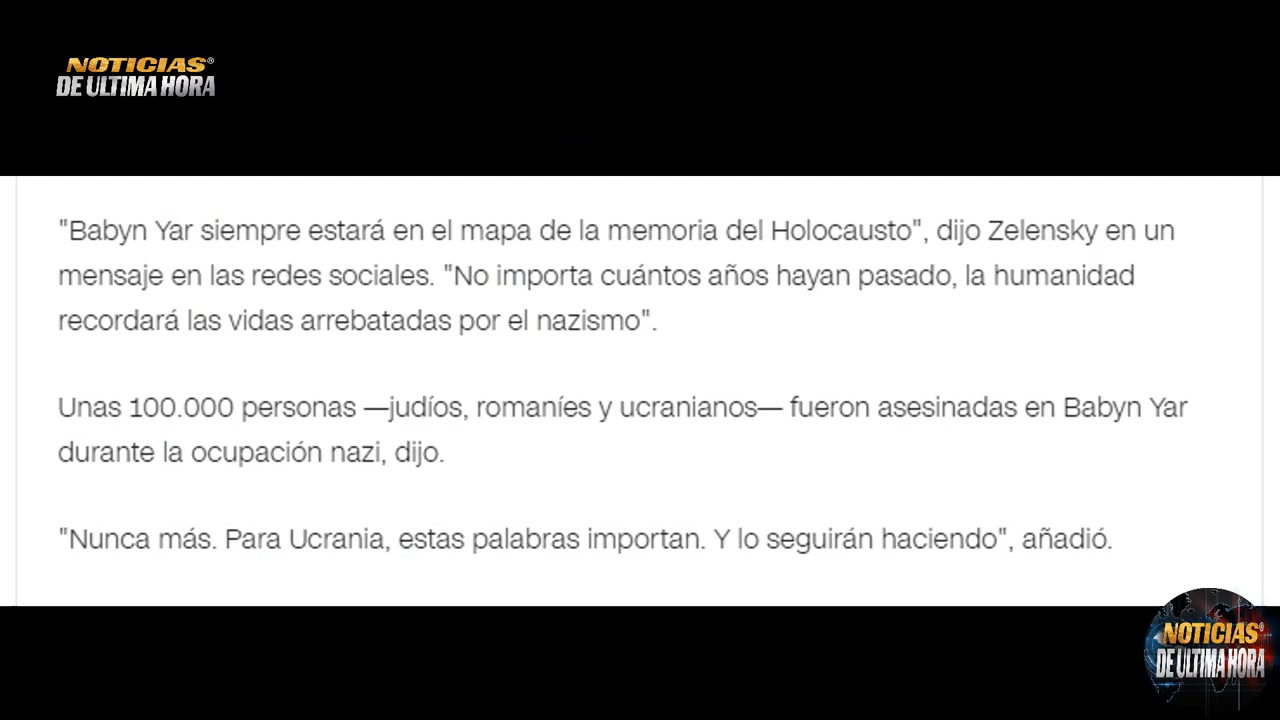 NOTICIAS®
DE ULTIMA HORA
"Babyn Yar siempre estará en el mapa de la memoria del Holocausto", dijo Zelensky en un
mensaje en las redes sociales. "No importa cuántos años hayan pasado, la humanidad
recordará las vidas arrebatadas por el nazismo".
Unas 100.000 personas —judíos, romaníes y ucranianos— fueron asesinadas en Babyn Yar
durante la ocupación nazi, dijo.
"Nunca más. Para Ucrania, estas palabras importan. Y lo seguirán haciendo", añadió.
NOTICIAS®
DE ULTIMA HORA